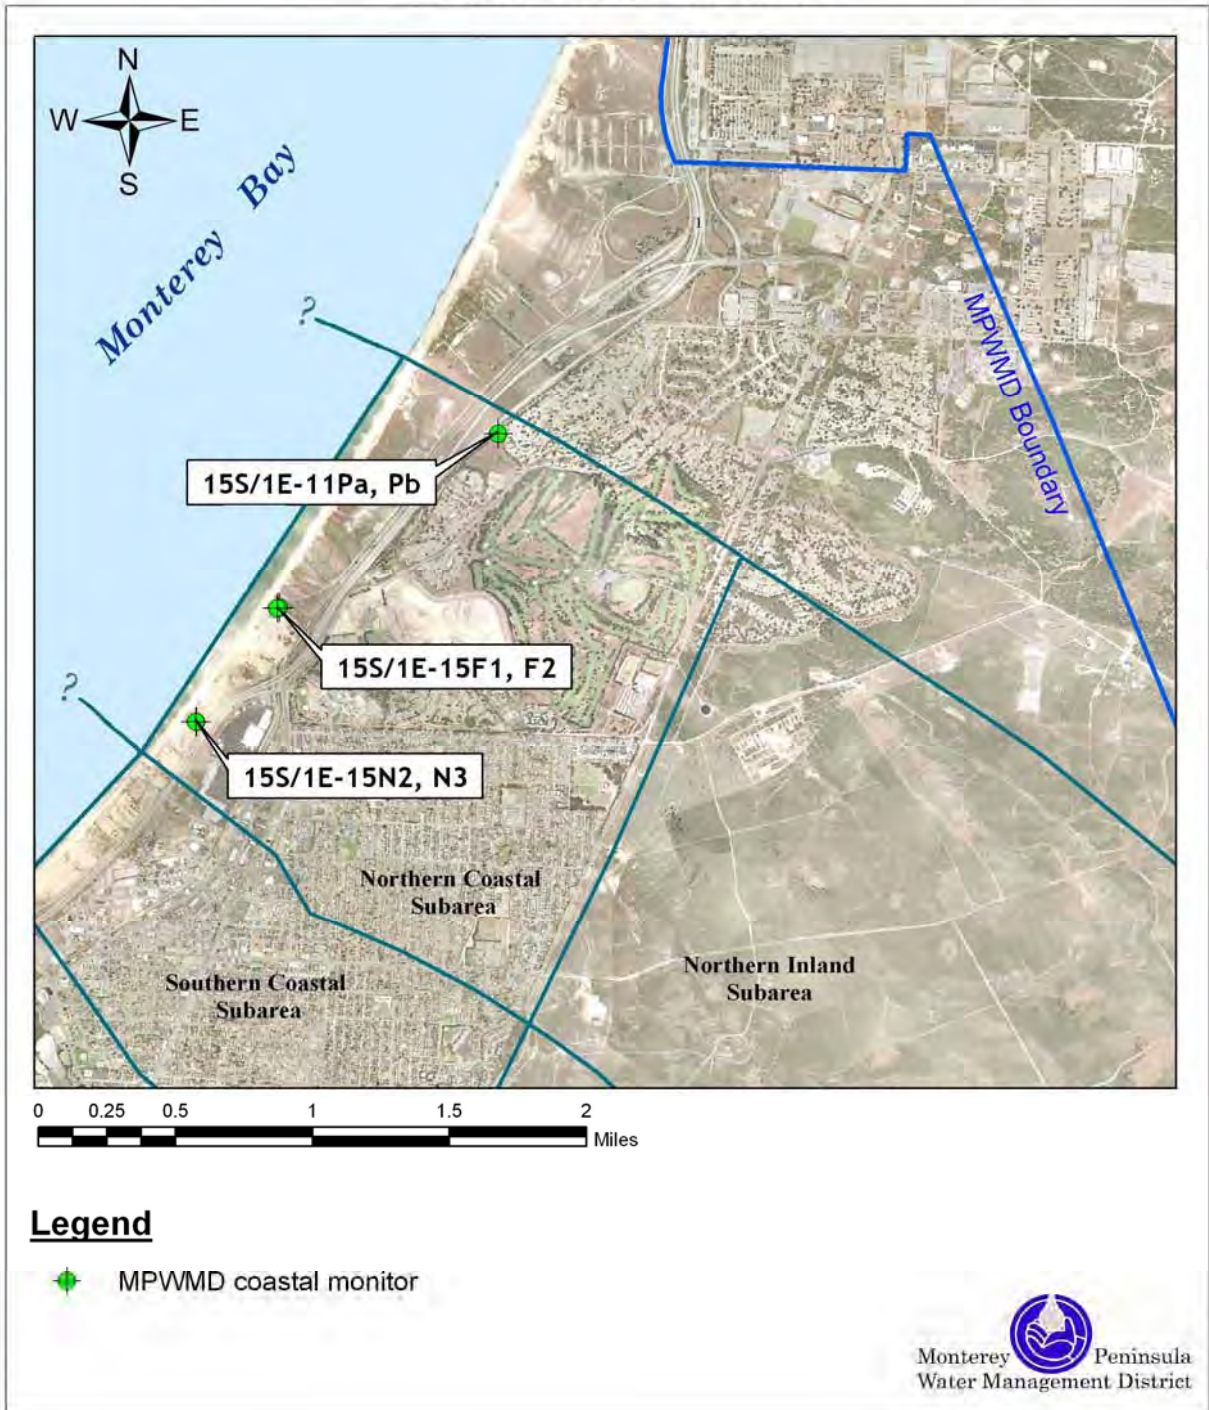 N
W E
S
Monterey Bay
1
?
MPWMD Boundary
15S/1E-11Pa, Pb
15S/1E-15F1, F2
?
15S/1E-15N2, N3
Northern Coastal
Subarea
Northern Inland
Subarea
Southern Coastal
Subarea
0 0.25 0.5 1 1.5 2
Miles
Legend
MPWMD coastal monitor
Monterey Peninsula
Water Management District